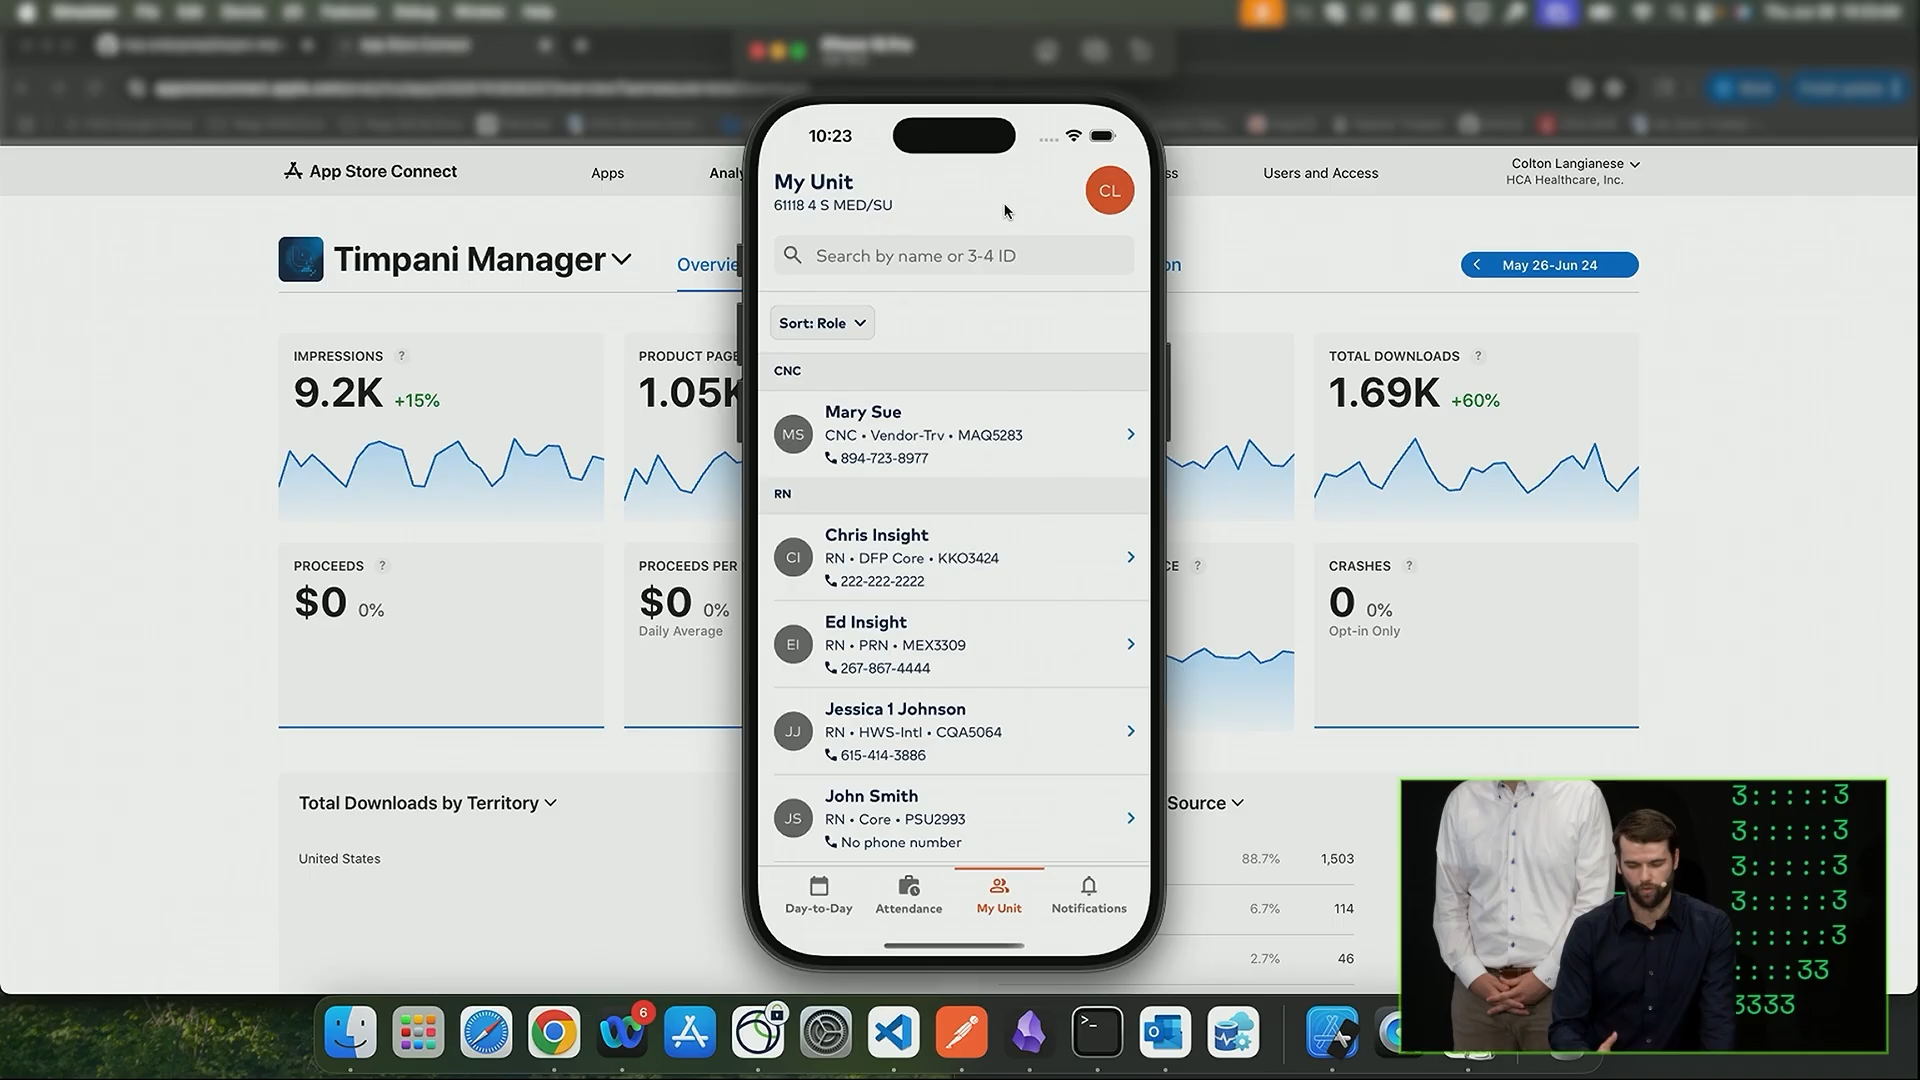 App Store Connect
Apps
Users and Access
Colton Langianese
HCA Healthcare, Inc.
Timpani Manager
May 26-Jun 24
IMPRESSIONS ?
9.2K +15%
PRODUCT PAGE
1.05K
TOTAL DOWNLOADS ?
1.69K +60%
PROCEEDS ?
$0 0%
PROCEEDS PER
$0 0%
Daily Average
?
CRASHES ?
0 0%
Opt-in Only
Total Downloads by Territory
United States
Source
88.7% 1,503
6.7% 114
2.7% 46
10:23
My Unit
61118 4 S MED/SU
CL
Search by name or 3-4 ID
Sort: Role
CNC
MS
Mary Sue
CNC • Vendor-Trv • MAQ5283
894-723-8977
RN
CI
Chris Insight
RN • DFP Core • KKO3424
222-222-2222
EI
Ed Insight
RN • PRN • MEX3309
267-867-4444
JJ
Jessica 1 Johnson
RN • HWS-Intl • CQA5064
615-414-3886
JS
John Smith
RN • Core • PSU2993
No phone number
Day-to-Day
Attendance
My Unit
Notifications
6
3:::::3
3:::::3
3:::::3
3:::::3
::::::3
::::33
3333